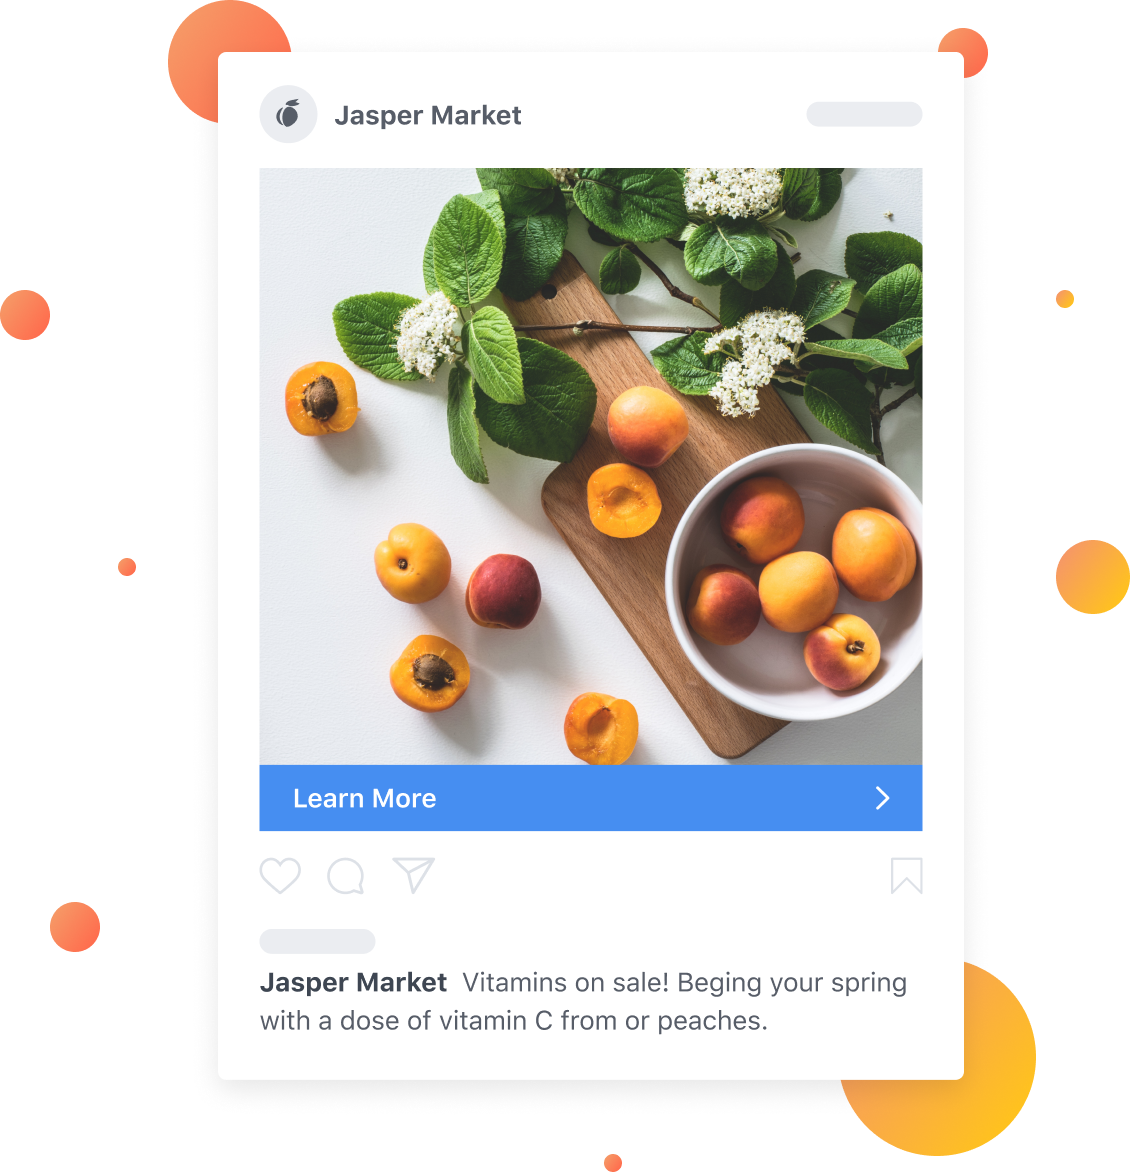 Jasper Market
Learn More
Jasper Market Vitamins on sale! Beging your spring
with a dose of vitamin C from or peaches.